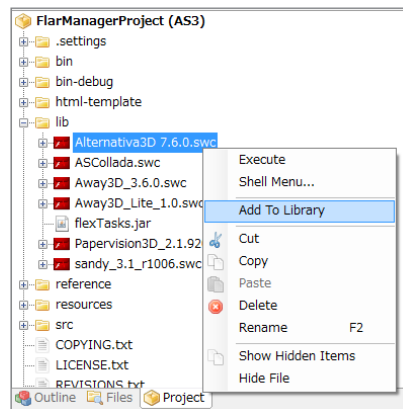 FlarManagerProject (AS3)
.settings
bin
bin-debug
html-template
lib
Alternativa3D 7.6.0.swc
ASCollada.swc
Away3D_3.6.0.swc
Away3D_Lite_1.0.swc
flexTasks.jar
Papervision3D_2.1.92
sandy_3.1_r1006.swc
reference
resources
src
COPYING.txt
LICENSE.txt
REVISIONS.txt
Execute
Shell Menu...
Add To Library
Cut
Copy
Paste
Delete
Rename F2
Show Hidden Items
Hide File
Outline Files Project